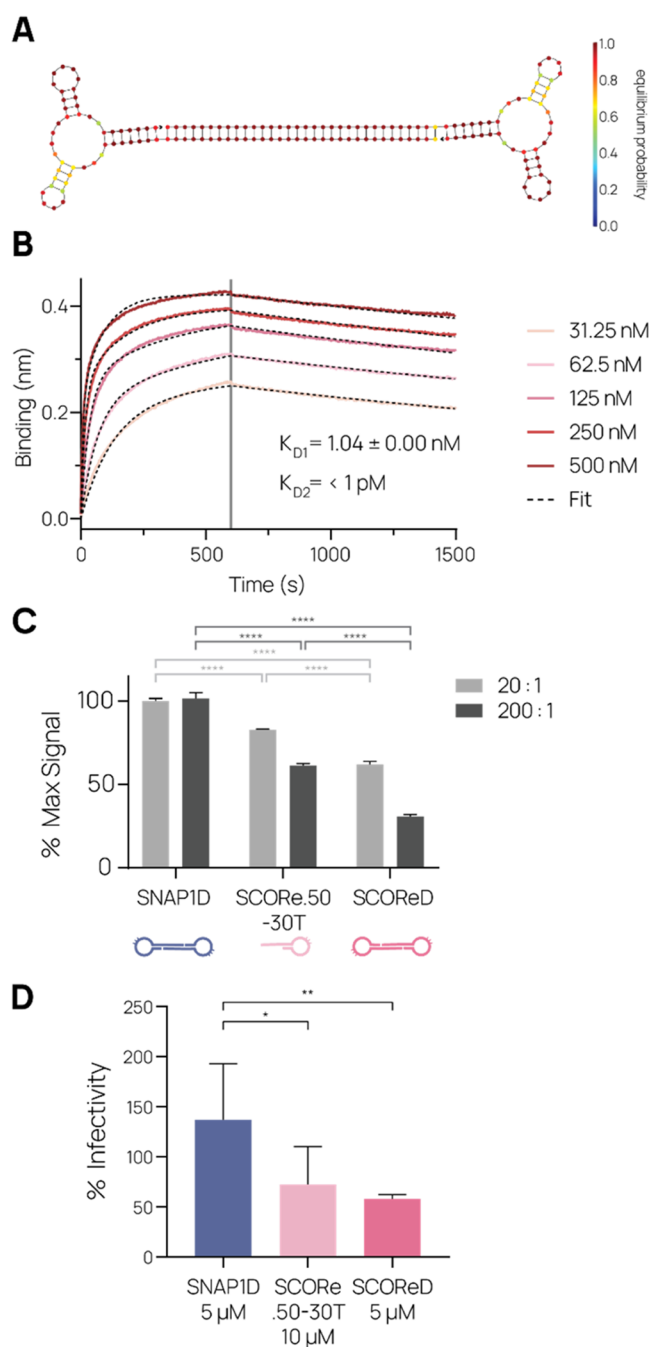 A
1.0
0.8
0.6
0.4
0.2
0.0
equilibrium probability
B
0.4
0.2
0.0
Binding (nm)
0
500
1000
1500
Time (s)
K_D1 = 1.04 ± 0.00 nM
K_D2 = < 1 pM
31.25 nM
62.5 nM
125 nM
250 nM
500 nM
Fit
C
****
**** ****
****
**** ****
20:1
200:1
100
50
0
% Max Signal
SNAP1D
SCORe.50
-30T
SCOReD
D
**
*
250
200
150
100
50
0
% Infectivity
SNAP1D
5 µM
SCORe
.50-30T
10 µM
SCOReD
5 µM